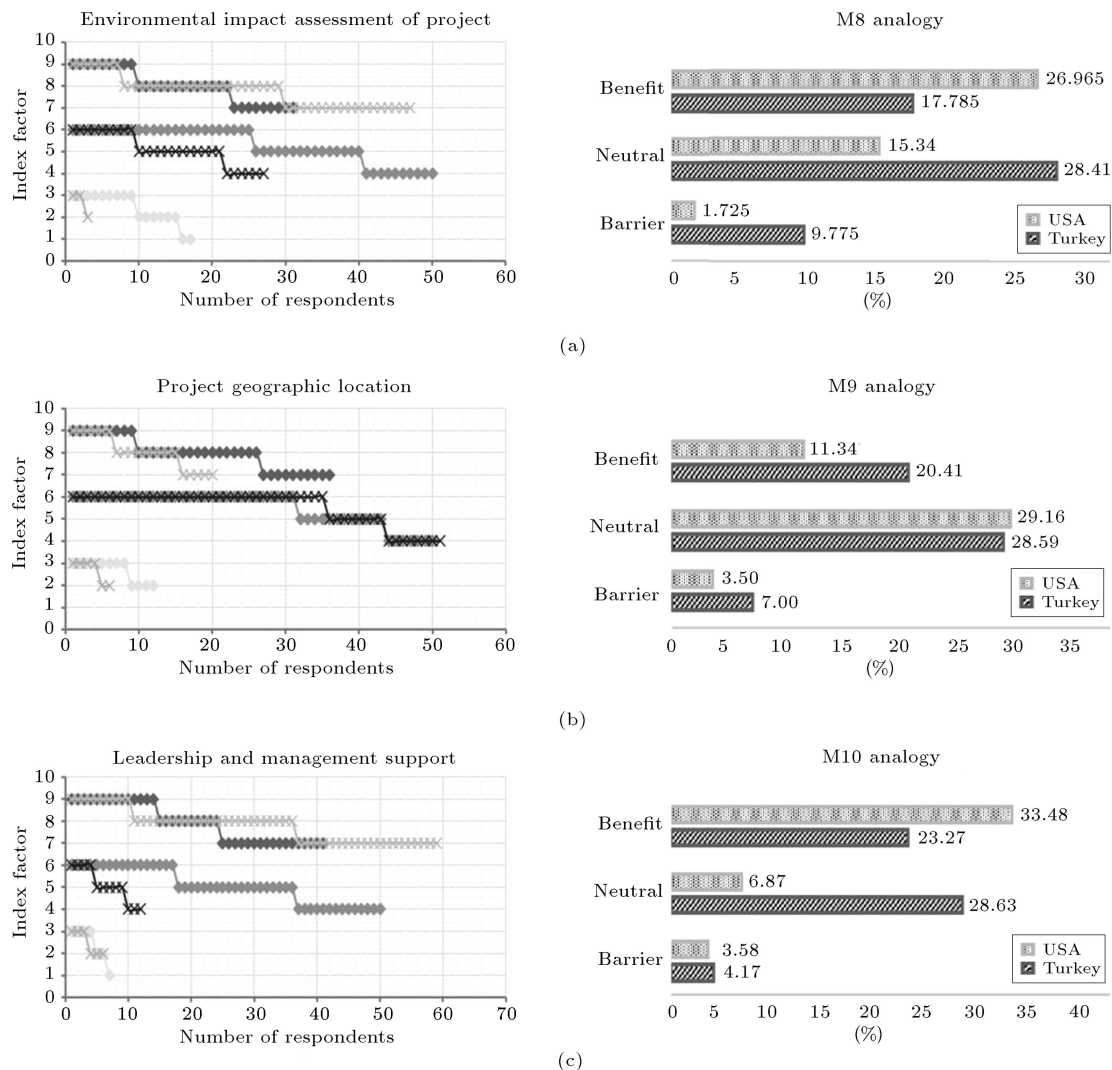 Environmental impact assessment of project
10
9
8
7
6
5
4
3
2
1
0
Index factor
0 10 20 30 40 50 60
Number of respondents
M8 analogy
Benefit
26.965
17.785
Neutral
15.34
28.41
Barrier
1.725
9.775
USA
Turkey
0 5 10 15 20 25 30
(%)
(a)
Project geographic location
10
9
8
7
6
5
4
3
2
1
0
Index factor
0 10 20 30 40 50 60
Number of respondents
M9 analogy
Benefit
11.34
20.41
Neutral
29.16
28.59
Barrier
3.50
7.00
USA
Turkey
0 5 10 15 20 25 30 35
(%)
(b)
Leadership and management support
10
9
8
7
6
5
4
3
2
1
0
Index factor
0 10 20 30 40 50 60 70
Number of respondents
M10 analogy
Benefit
33.48
23.27
Neutral
6.87
28.63
Barrier
3.58
4.17
USA
Turkey
0 5 10 15 20 25 30 35 40
(%)
(c)